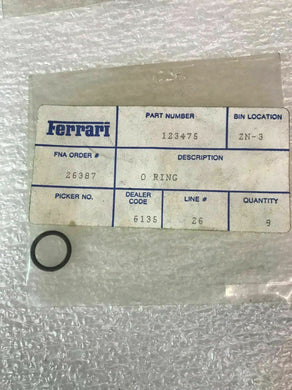 Ferrari
PART NUMBER
123475
BIN LOCATION
ZN-3
FNA ORDER #
26387
DESCRIPTION
O RING
PICKER NO.
DEALER CODE
6135
LINE #
26
QUANTITY
9